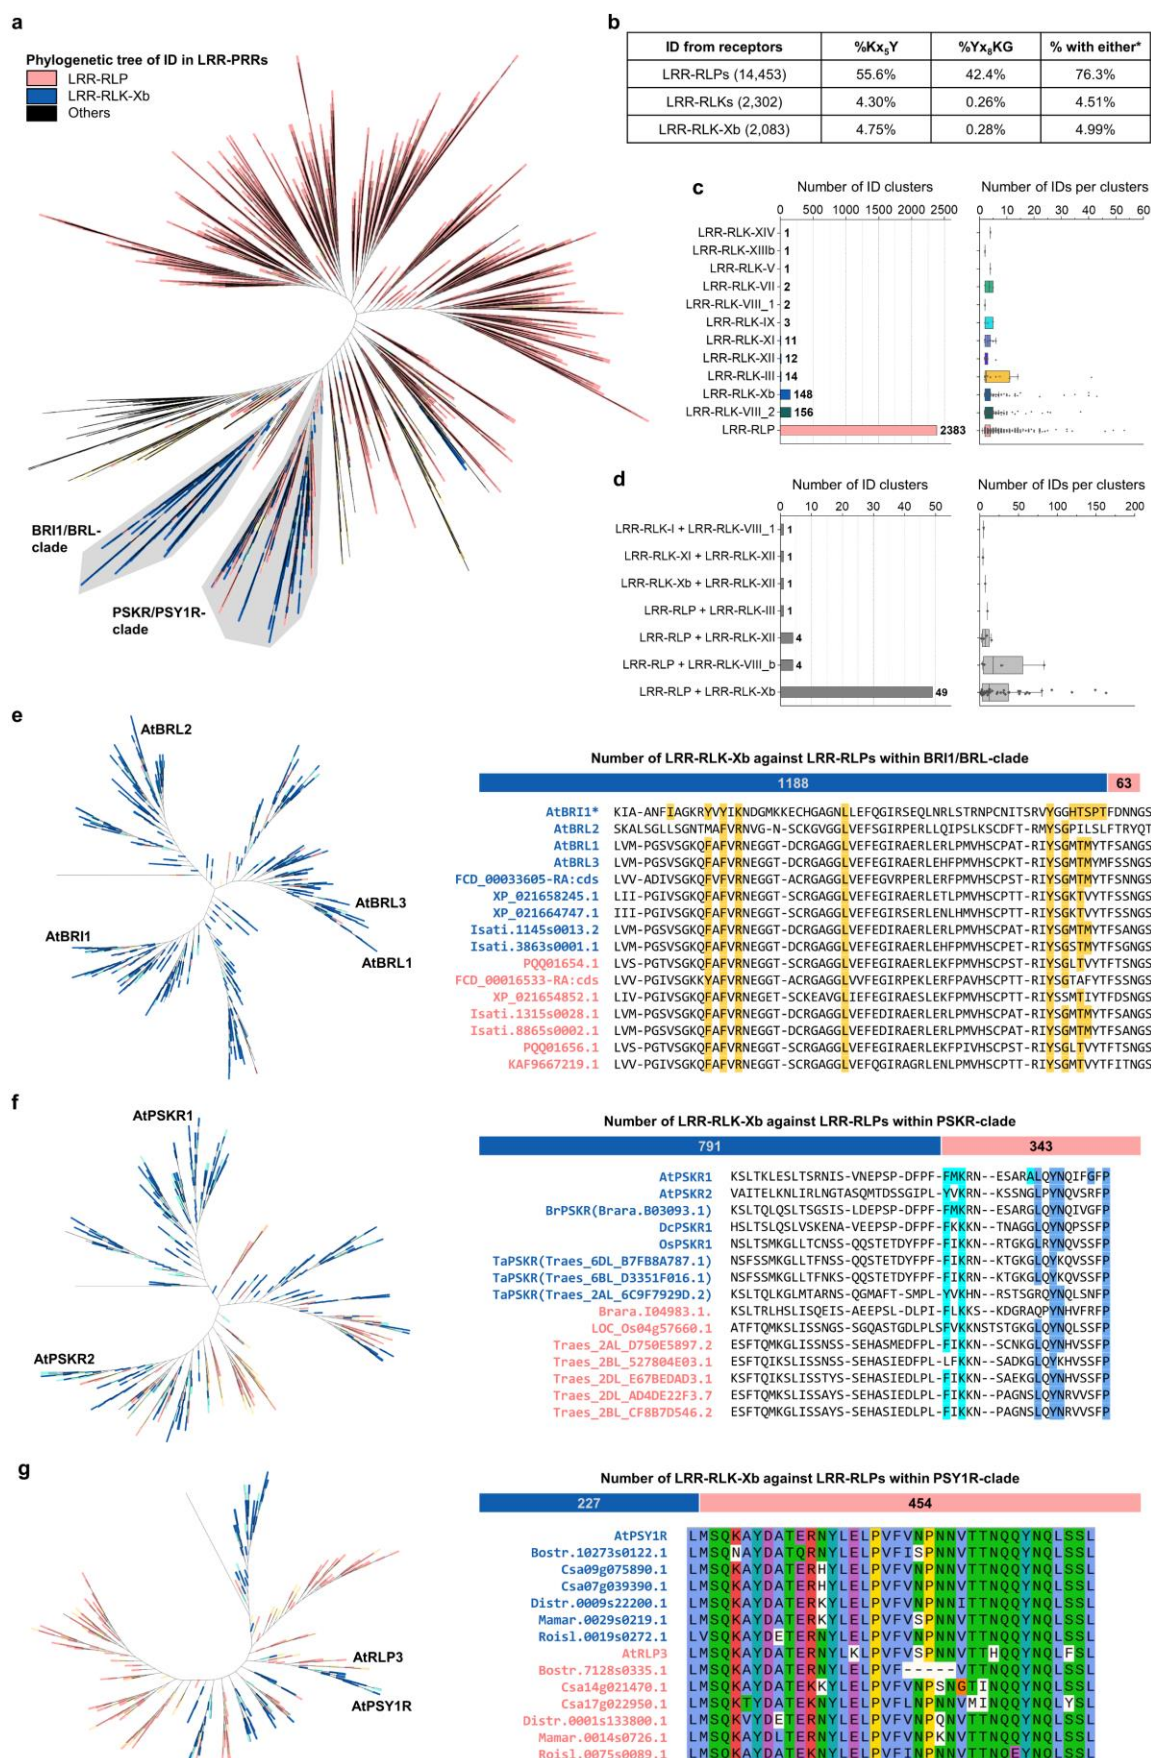 a
Phylogenetic tree of ID in LRR-PRRs
LRR-RLP
LRR-RLK-Xb
Others
BRI1/BRL-
clade
PSKR/PSY1R-
clade
b
ID from receptors %Kx5Y %Yx8KG % with either*
LRR-RLPs (14,453) 55.6% 42.4% 76.3%
LRR-RLKs (2,302) 4.30% 0.26% 4.51%
LRR-RLK-Xb (2,083) 4.75% 0.28% 4.99%
c
Number of ID clusters Number of IDs per clusters
0 500 1000 1500 2000 2500 0 10 20 30 40 50 60
LRR-RLK-XIV 1
LRR-RLK-XIIIb 1
LRR-RLK-V 1
LRR-RLK-VII 2
LRR-RLK-VIII_1 2
LRR-RLK-IX 3
LRR-RLK-XI 11
LRR-RLK-XII 12
LRR-RLK-III 14
LRR-RLK-Xb 148
LRR-RLK-VIII_2 156
LRR-RLP 2383
d
Number of ID clusters Number of IDs per clusters
0 10 20 30 40 50 0 50 100 150 200
LRR-RLK-I + LRR-RLK-VIII_1 1
LRR-RLK-XI + LRR-RLK-XII 1
LRR-RLK-Xb + LRR-RLK-XII 1
LRR-RLP + LRR-RLK-III 1
LRR-RLP + LRR-RLK-XII 4
LRR-RLP + LRR-RLK-VIII_b 4
LRR-RLP + LRR-RLK-Xb 49
e
AtBRL2
AtBRL3
AtBRI1
AtBRL1
Number of LRR-RLK-Xb against LRR-RLPs within BRI1/BRL-clade
1188 63
AtBRI1* KIA-ANFIAGKRYVYIKNDGMKKECHGAGNLLEFQGIRSEQLNRLSTRNPCNITSRVYGGHTSPTFDNNGS
AtBRL2 SKALSGLLSGNTMAFVRNVG-N-SCKGVGGLVEFSGIRPERLLQIPSLKSCDFT-RMYSGPILSLFTRYQT
AtBRL1 LVM-PGSVSGKQFAFVRNEGGT-DCRGAGGLVEFEGIRAERLERLPMVHSCPAT-RIYSGMTMYTFSANGS
AtBRL3 LVM-PGSVSGKQFAFVRNEGGT-DCRGAGGLVEFEGIRAERLEHFPMVHSCPKT-RIYSGMTMYMFSSNGS
FCD_00033605-RA:cds LVV-ADIVSGKQFVFVRNEGGT-ACRGAGGLVEFEGVRPERLERLPMVHSCPST-RIYSGMTMYTFSNNGS
XP_021658245.1 LII-PGIVSGKQFAFVRNEGGT-SCRGAGGLVEFEGIRAERLETLPMVHSCPTT-RIYSGKTVYTFSSNGS
XP_021664747.1 III-PGIVSGKQFAFVRNEGGT-SCRGAGGLVEFEGIRSERLENLHMVHSCPTT-RIYSGKTVYTFSSNGS
Isati.1145s0013.2 LVM-PGSVSGKQFAFVRNEGGT-SCRGAGGLVEFEDIRAERLERLPMVHSCPAT-RIYSGMTMYTFSANGS
Isati.3863s0001.1 LVM-PGSVSGKQFAFVRNEGGT-ACRGAGGLVEFEGIRAERLEHFPMVHSCPET-RIYSGSTMYTFSGNGS
PQQ01654.1 LVS-PGTVSGKQFAFVRNEGGT-SCRGAGGLVEFEGIRAERLEKFPMVHSCPST-RIYSGLTVYTFTSNGS
FCD_00016533-RA:cds LVV-PGIVSGKKYAFVRNEGGT-ACRGAGGLVVFEGIRPEKLERFPAVHSCPTT-RIYSGTAFYTFSSNGS
XP_021654852.1 LIV-PGIVSGKQFAFVRNEGET-SCKEAVGLIEFEGIRAESLEKFPMVHSCPTT-RIYSSMTIYTFDSNGS
Isati.1315s0028.1 LVM-PGSVSGKQFAFVRNEGGT-SCRGAGGLVEFEDIRAERLERLPMVHSCPAT-RIYSGMTMYTFSANGS
Isati.8865s0002.1 LVM-PGSVSGKQFAFVRNEGGT-SCRGAGGLVEFEDIRAERLERLPMVHSCPAT-RIYSGMTMYTFSANGS
PQQ01656.1 LVS-PGTVSGKQFAFVRNEGGT-SCRGAGGLVEFEGIRAERLEKFPIVHSCPST-RIYSGLTVYTFTSNGS
KAF9667219.1 LVV-PGTVSGKQFAFVRNEGGT-SCRGAGGLVEFQGIRAGRLENLPMVHSCPTT-RIYSGMTVYTFITNGS
f
AtPSKR1
AtPSKR2
Number of LRR-RLK-Xb against LRR-RLPs within PSKR-clade
791 343
AtPSKR1 KSLTKLESLTSRNIS-VNEPSP-DFPF-FMKRN--ESARALQYNQIFGFP
AtPSKR2 VAITELKNLIRLNGTASQMTDSSGIPL-YVKRN--KSSNGLPYNQVSRFP
BrPSKR(Brara.B03093.1) KSLTQLQSLTSGSIS-LDEPSP-DFPF-FMKRN--ESARGLQYNQIVGFP
DcPSKR1 HSLTSLQSLVSKENA-VEEPSP-DFPF-FKKKN--TNAGGLQYNQPSSFP
OsPSKR1 NSLTSMKGLLTCNSS-QQSTETDYFPF-FIKKN--RTGKGLRYNQVSSFP
TaPSKR(Traes_6DL_B7FB8A787.1) NSFSSMKGLLTFNSS-QQSTETDYFPF-FIKRN--KTGKGLQYKQVSSFP
TaPSKR(Traes_6BL_D3351F016.1) NSFSSMKGLLTFNKS-QQSTETDYFPF-FIKRN--KTGKGLQYKQVSSFP
TaPSKR(Traes_2AL_6C9F7929D.2) KSLTQLKGLMTARNS-QGMAFT-SMPL-YVKHN--RSTSGRQYNQLSNFP
Brara.I04983.1. KSLTRLHSLISQEIS-AEEPSL-DLPI-FLKKS--KDGRAQPYNHVFRFP
LOC_Os04g57660.1 ATFTQMKSLISSNGS-SGQASTGDLPLSFVKKNSTSTGKGLQYNQLSSFP
Traes_2AL_D750E5897.2 ESFTQMKGLISSNSS-SEHASMEDFPL-FIKKN--SCNKGLQYNHVSSFP
Traes_2BL_527804E03.1 ESFTQIKSLISSNSS-SEHASIEDFPL-LFKKN--SADKGLQYKHVSSFP
Traes_2DL_E67BEDAD3.1 KSFTQIKSLISSTYS-SEHASIEDFPL-FIKKN--SAEKGLQYNHVSSFP
Traes_2DL_AD4DE22F3.7 ESFTQMKSLISSAYS-SEHASIEDLPL-FIKKN--PAGNSLQYNRVVSFP
Traes_2BL_CF8B7D546.2 ESFTQMKGLISSAYS-SEHASIEDLPL-FIKKN--PAGNSLQYNRVVSFP
g
AtRLP3
AtPSY1R
Number of LRR-RLK-Xb against LRR-RLPs within PSY1R-clade
227 454
AtPSY1R LMSQKAYDATERNYLELPVFVNPNNVTTNQQYNQLSSL
Bostr.10273s0122.1 LMSQNAYDATQRNYLELPVFISPNNVTTNQQYNQLSSL
Csa09g075890.1 LMSQKAYDATERHYLELPVFVNPNNVTTNQQYNQLSSL
Csa07g039390.1 LMSQKAYDATERHYLELPVFVNPNNVTTNQQYNQLSSL
Distr.0009s22200.1 LMSQKAYDATERKYLELPVFVNPNNITTNQQYNQLSSL
Mamar.0029s0219.1 LMSQKAYDATERKYLELPVFVSPNNVTTNQQYNQLSSL
Roisl.0019s0272.1 LVSQKAYDETERNYLELPVFVNPNNVTTNQQYNQLSSL
AtRLP3 LMSQKAYDATERNYLKLPVFVSPNNVTTHQQYNQLFSL
Bostr.7128s0335.1 LMSQKAYDATEKNYLELPVF-----VTTNQQYNQLSSL
Csa14g021470.1 LMSQKAYDATEKKYLELPVFVNPSNGTINQQYNQLSSL
Csa17g022950.1 LMSQKTYDATERNYLELPVFVNPNNVMINQQYNQLYSL
Distr.0001s133800.1 LMSQKVYDETERNYLELPVFVNPQNVTTNQQYNQLSSL
Mamar.0014s0726.1 LMSQKAYDLTERNYLELPVFVNPKNVTTNQQYNQLSSL
Roisl.0075s0089.1 LMSQKAYDATERNYLELPVFINPNNVTTNQEYNQLSSL